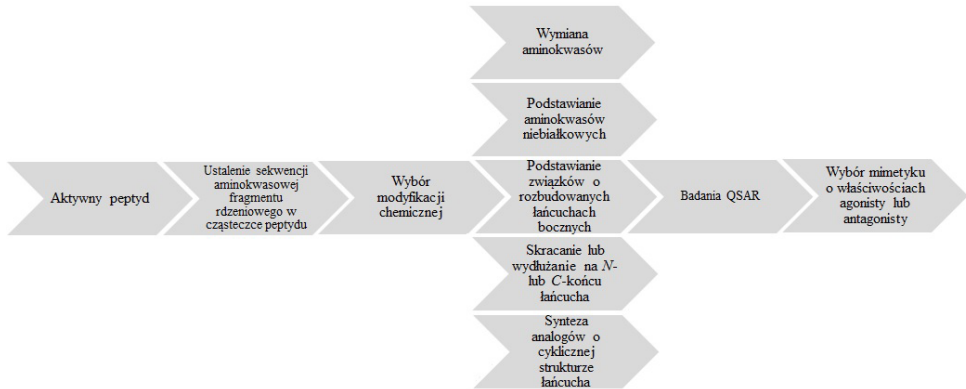 Wymiana
aminokwasów
Podstawianie
aminokwasów
niebiałkowych
Aktywny peptyd
Ustalenie sekwencji
aminokwasowej
fragmentu
rdzeniowego w
cząsteczce peptydu
Wybór
modyfikacji
chemicznej
Podstawianie
związków o
rozbudowanych
łańcuchach
bocznych
Badania QSAR
Wybór mimetyku
o właściwościach
agonisty lub
antagonisty
Skracanie lub
wydłużanie na N-
lub C-końcu
łańcucha
Synteza
analogów o
cyklicznej
strukturze
łańcucha